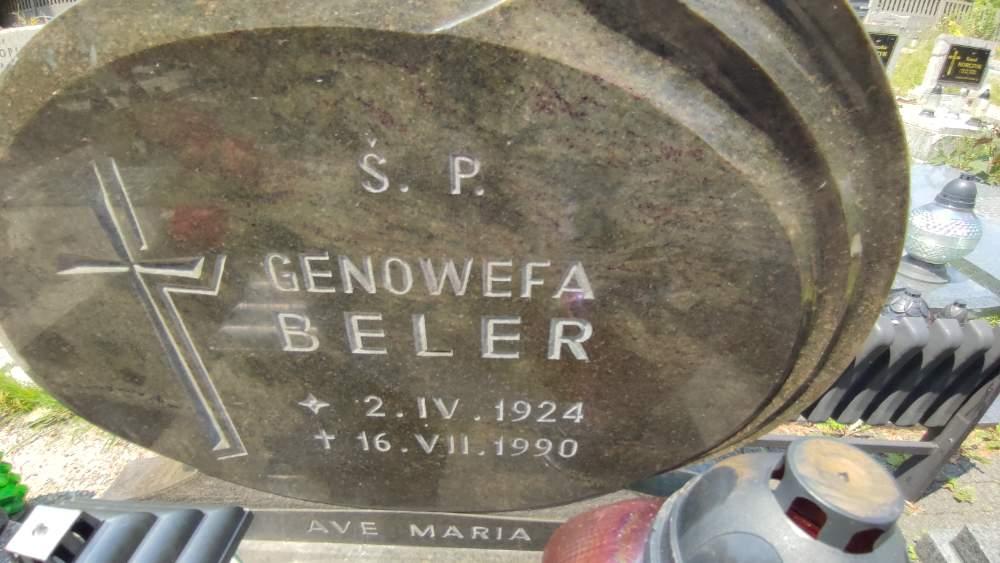 Ś. P.
GENOWEFA
BELER
2. IV. 1924
16. VII. 1990
AVE MARIA